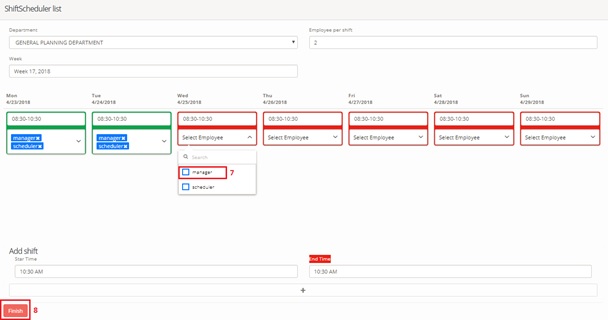 ShiftScheduler list
Department
Employee per shift
GENERAL PLANNING DEPARTMENT
2
Week
Week 17, 2018
Mon Tue Wed Thu Fri Sat Sun
4/23/2018 4/24/2018 4/25/2018 4/26/2018 4/27/2018 4/28/2018 4/29/2018
08:30-10:30 08:30-10:30 08:30-10:30 08:30-10:30 08:30-10:30 08:30-10:30 08:30-10:30
manager manager Select Employee Select Employee Select Employee Select Employee Select Employee
scheduler scheduler
Search
manager 7
scheduler
Add shift
Star Time
End Time
10:30 AM
10:30 AM
+
Finish 8